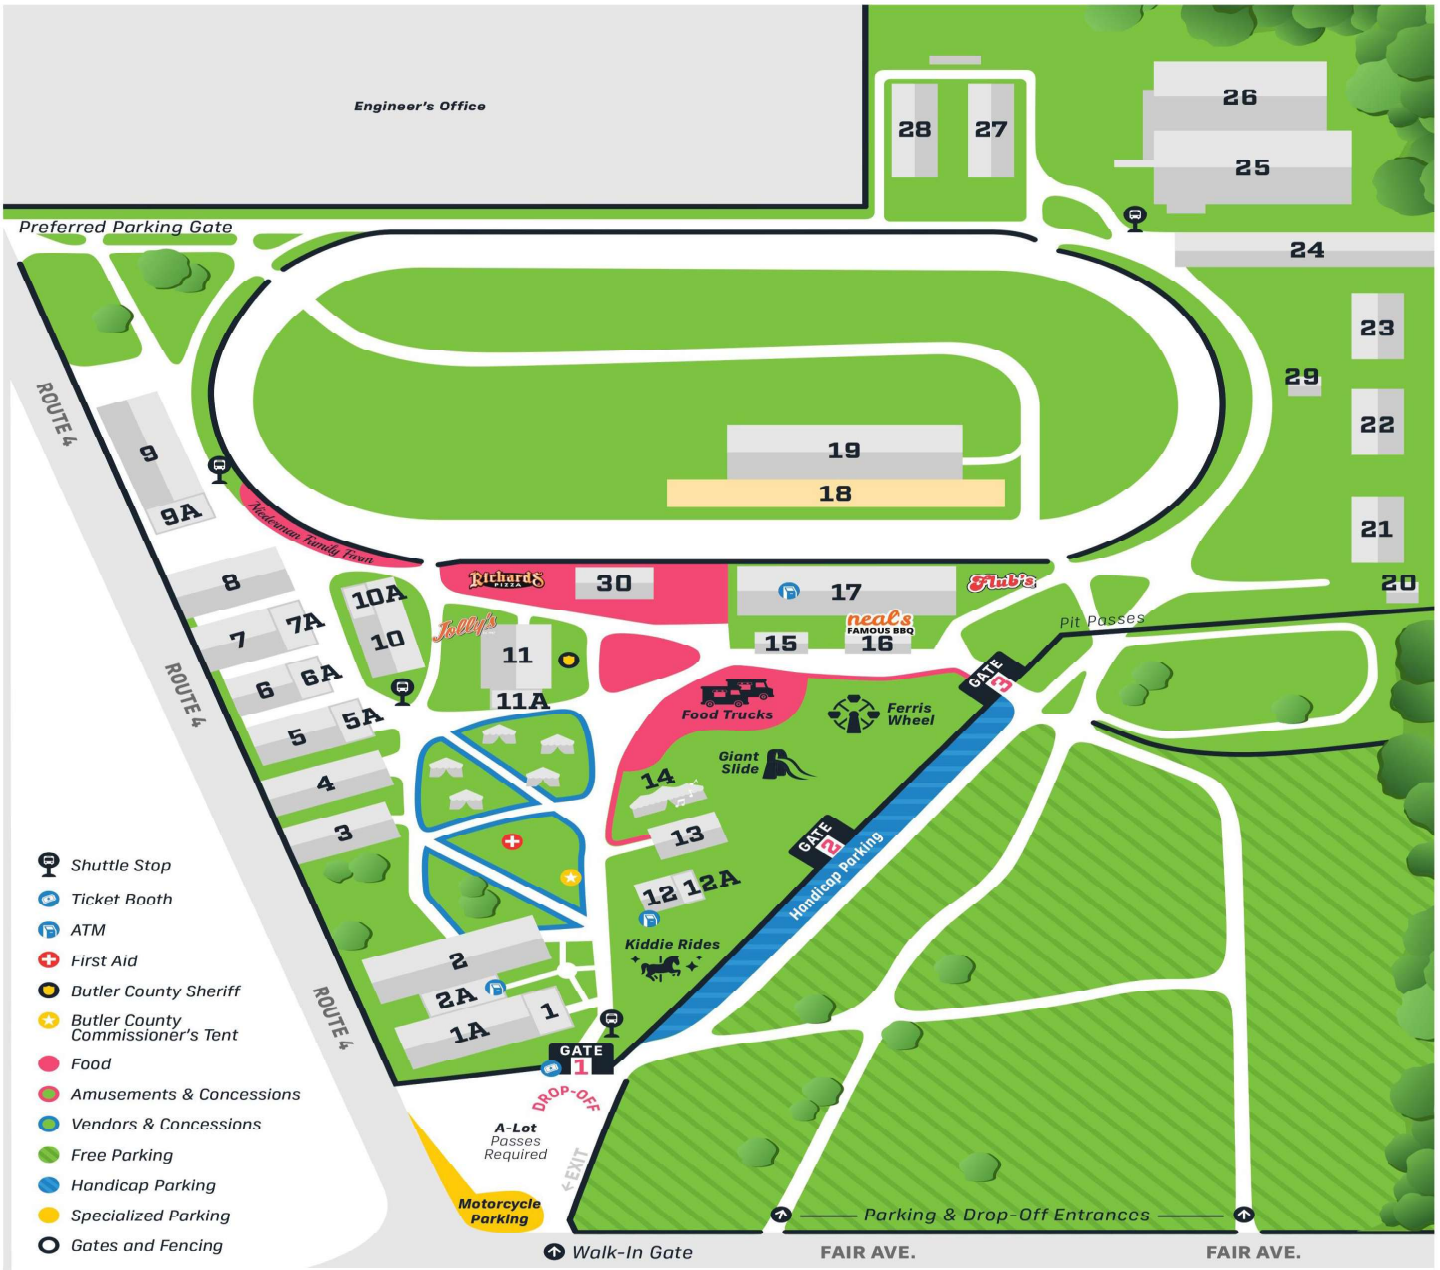 Engineer's Office
26
28
27
25
Preferred Parking Gate
24
23
29
22
ROUTE 4
9
19
18
9A
21
Niederman Family Farm
8
Richards
PIZZA
30
17
Flub's
20
10A
7A
7
10
Jolly's
11
neal's
FAMOUS BBQ
15
16
Pit Passes
ROUTE 4
6
6A
GATE
3
11A
5A
5
Food Trucks
Ferris
Wheel
Giant
Slide
4
14
3
13
GATE
2
Handicap Parking
12
12A
Kiddie Rides
2
2A
1
1A
ROUTE 4
GATE
1
DROP-OFF
A-Lot
Passes
Required
EXIT
Motorcycle
Parking
Parking & Drop-Off Entrances
Walk-In Gate
FAIR AVE.
FAIR AVE.
Shuttle Stop
Ticket Booth
ATM
First Aid
Butler County Sheriff
Butler County
Commissioner's Tent
Food
Amusements & Concessions
Vendors & Concessions
Free Parking
Handicap Parking
Specialized Parking
Gates and Fencing